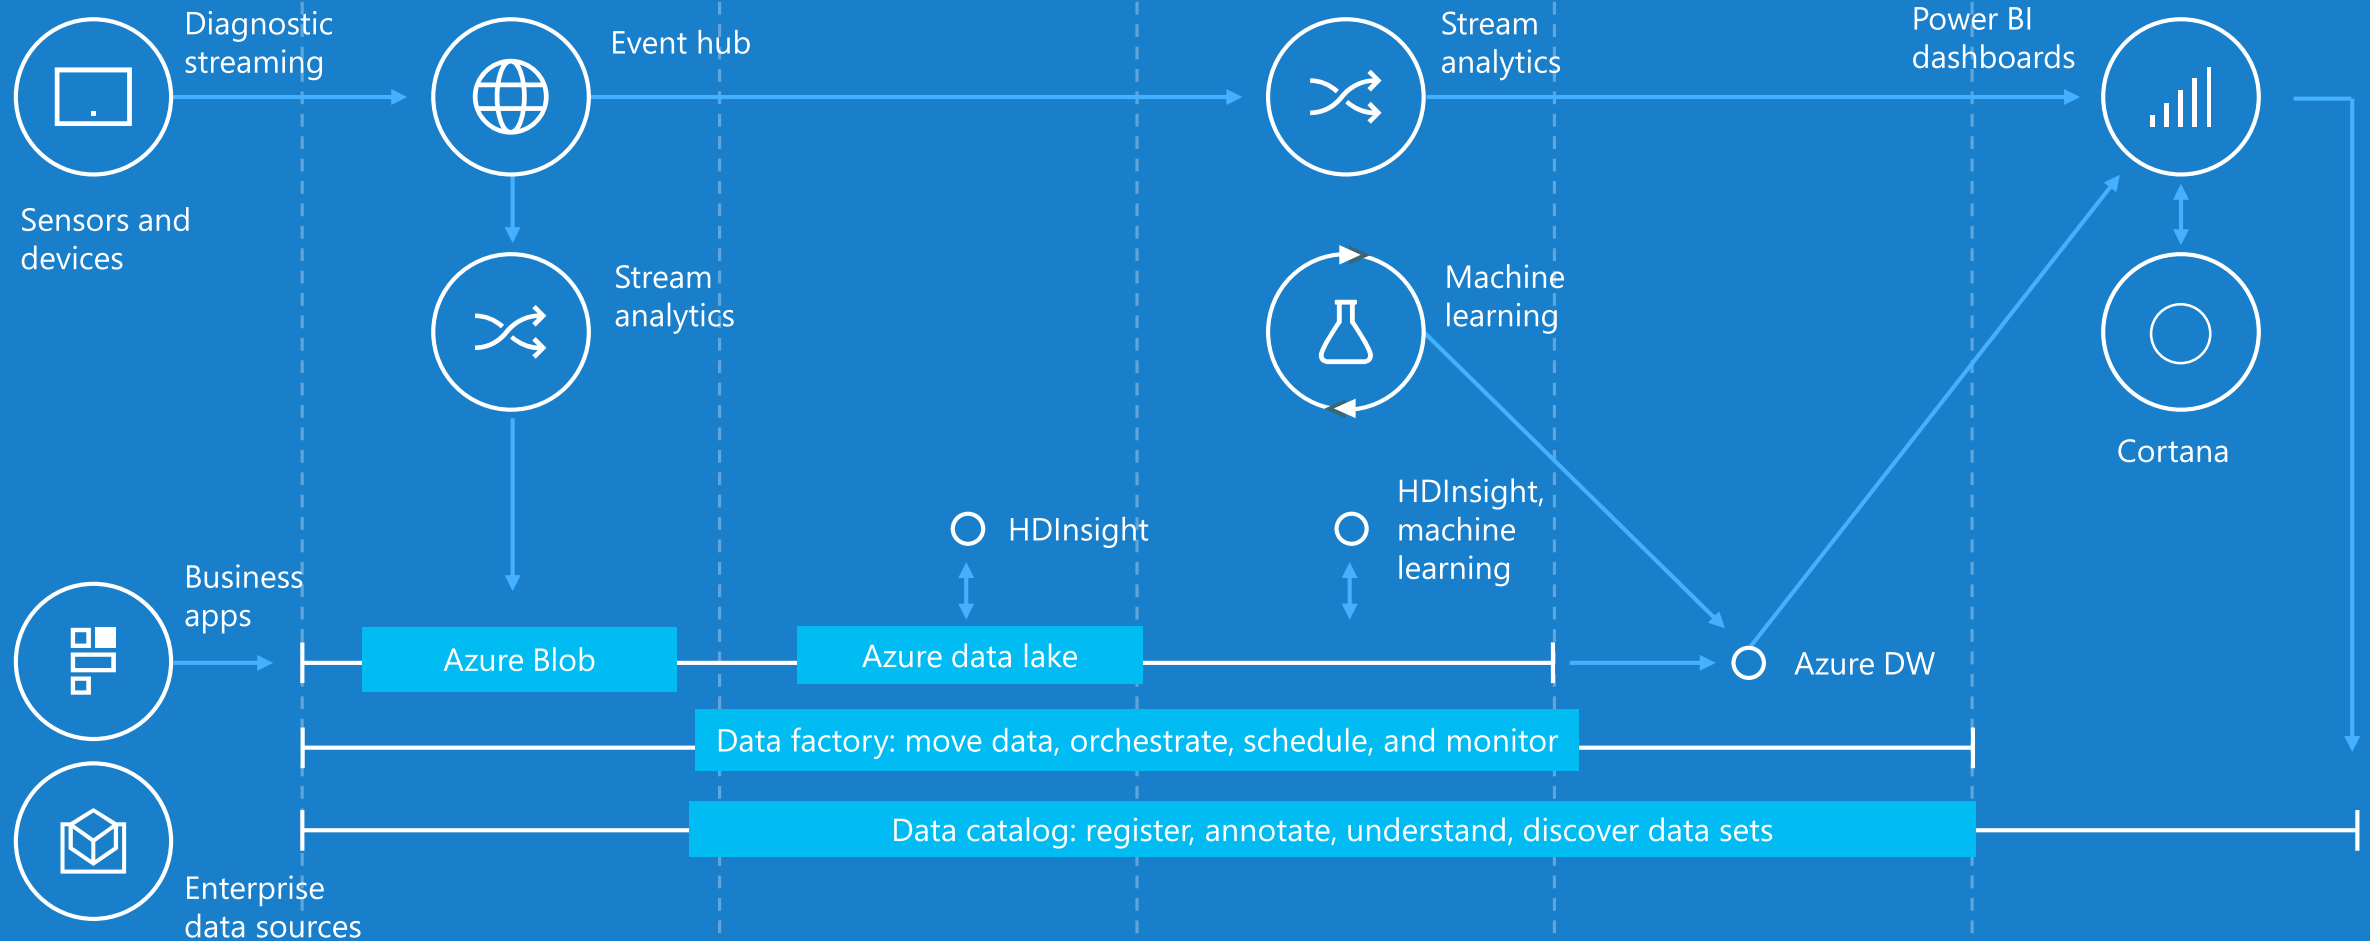 Diagnostic
streaming
Event hub
Stream
analytics
Power BI
dashboards
Sensors and
devices
Stream
analytics
Machine
learning
Cortana
HDInsight
HDInsight,
machine
learning
Business
apps
Azure Blob
Azure data lake
Azure DW
Data factory: move data, orchestrate, schedule, and monitor
Data catalog: register, annotate, understand, discover data sets
Enterprise
data sources